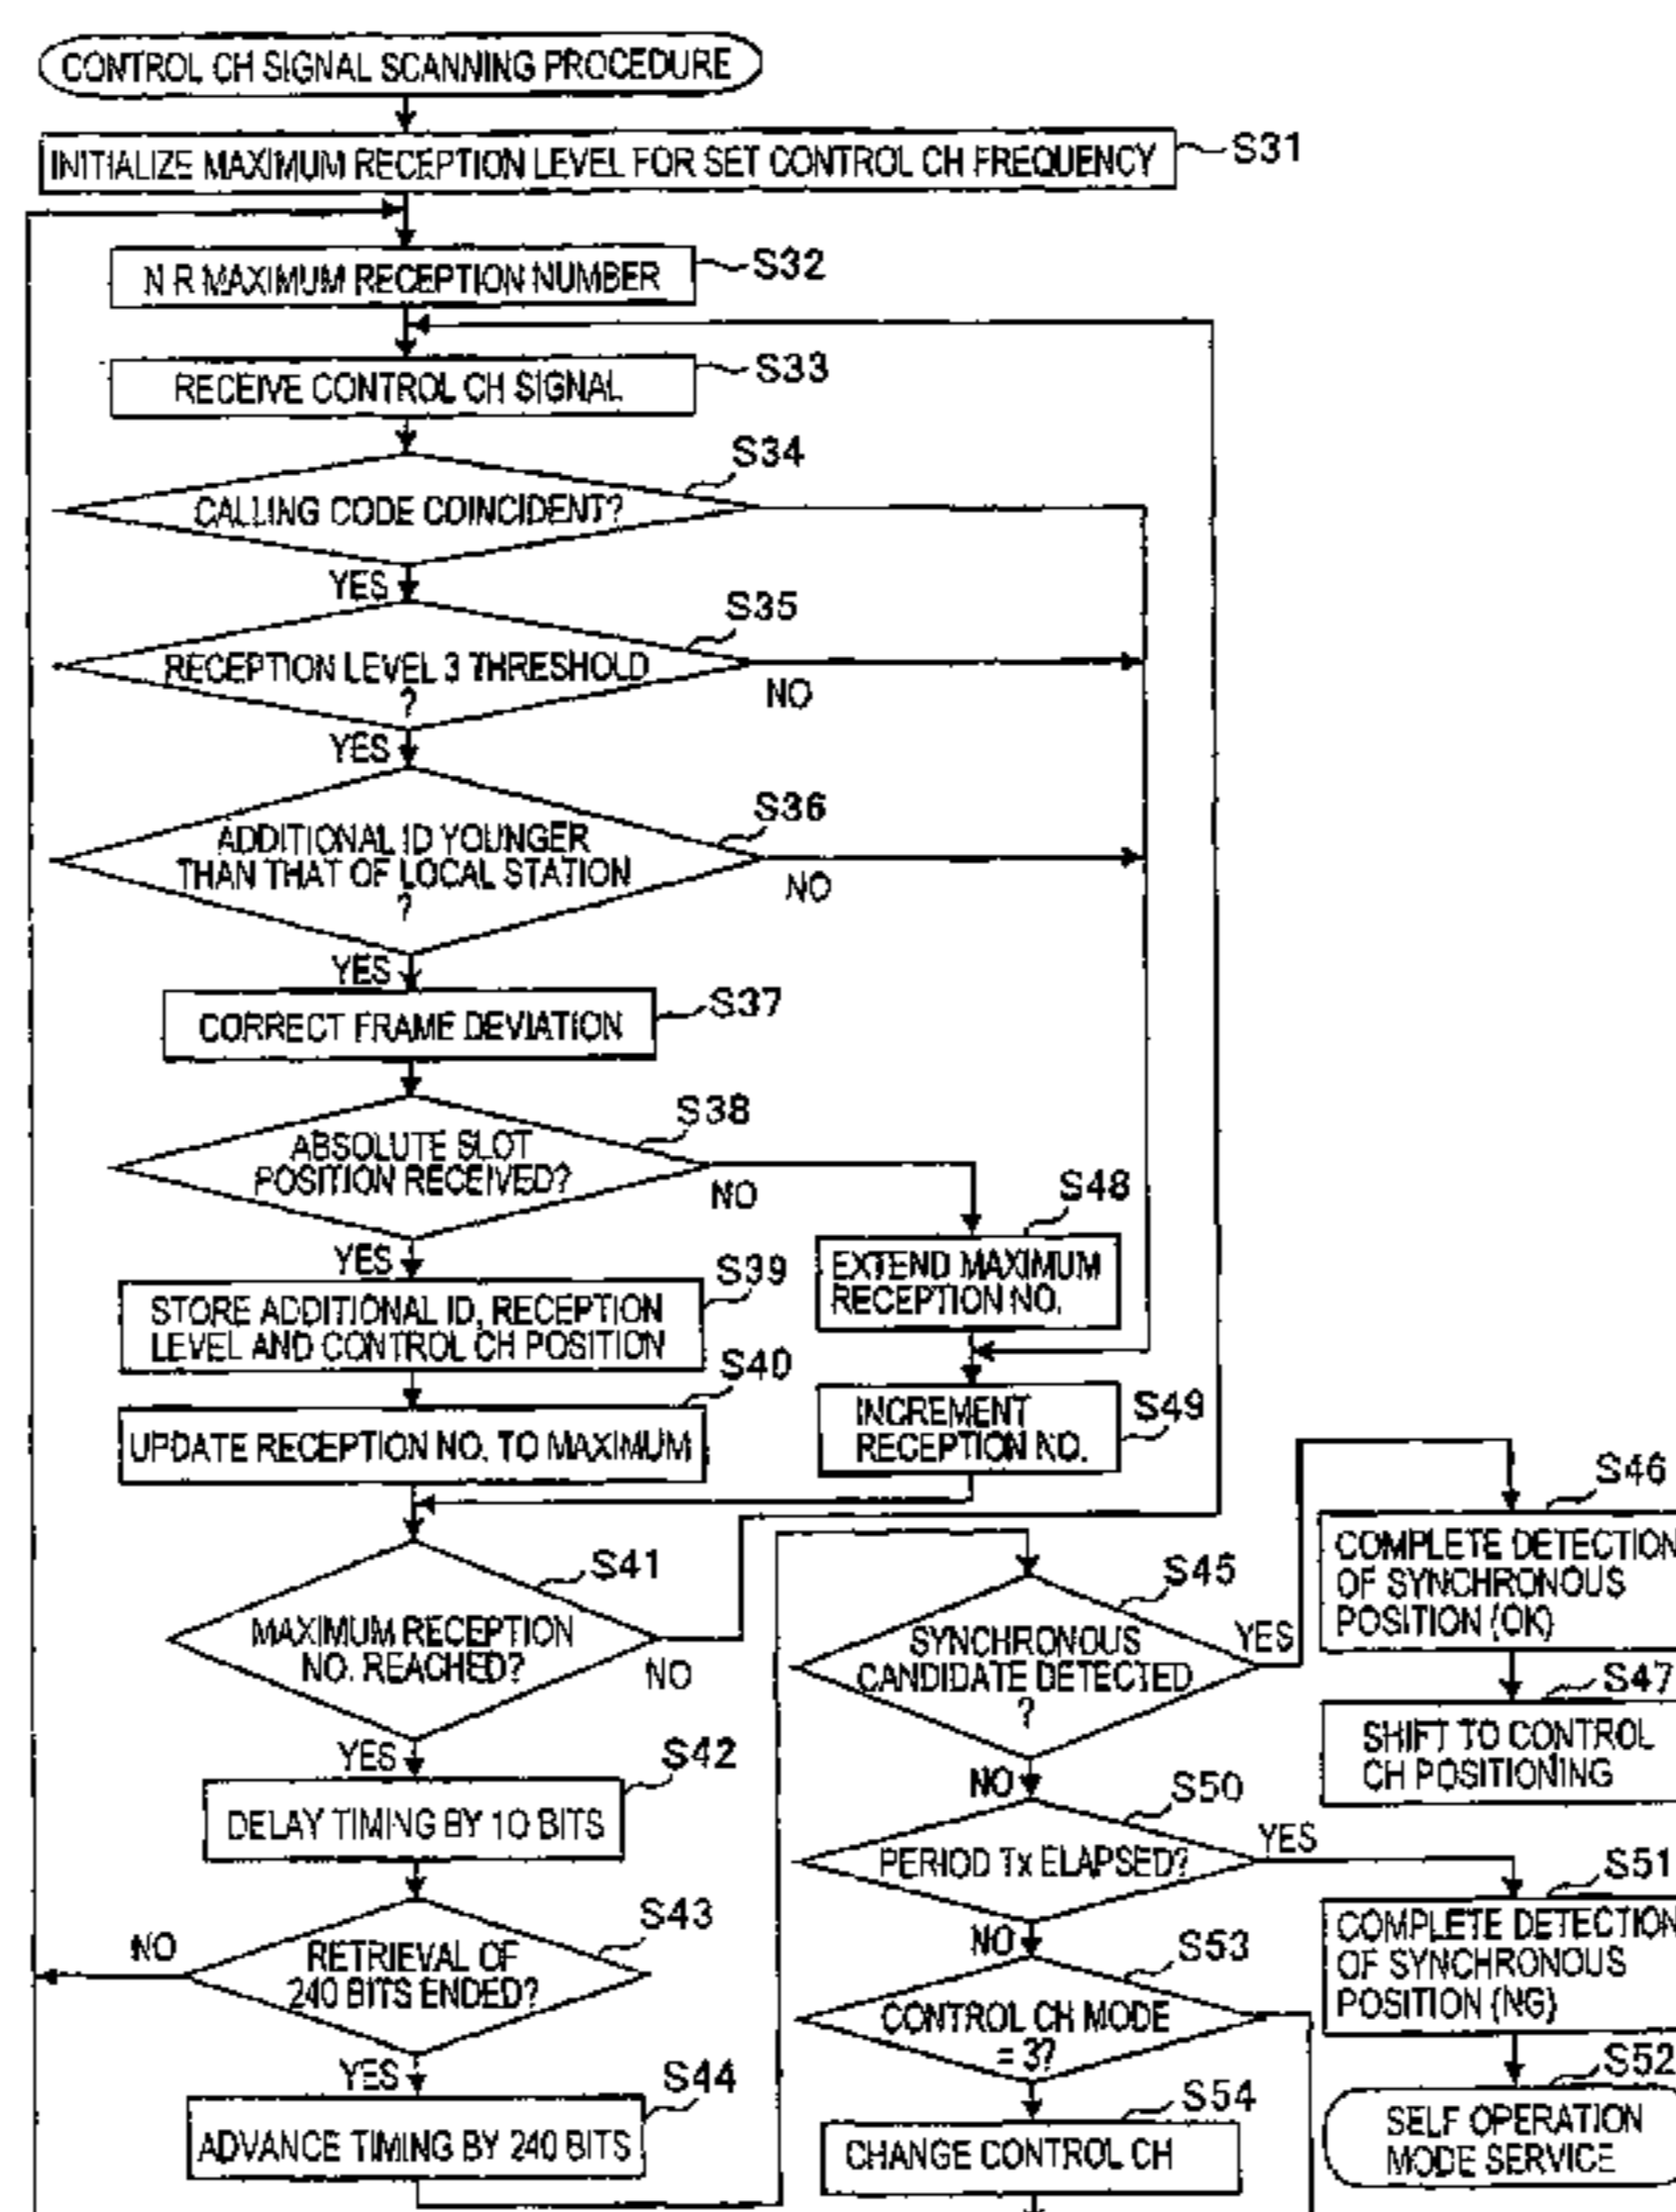 CONTROL CH SIGNAL SCANNING PROCEDURE
INITIALIZE MAXIMUM RECEPTION LEVEL FOR SET CONTROL CH FREQUENCY
S31
N R MAXIMUM RECEPTION NUMBER
S32
RECEIVE CONTROL CH SIGNAL
S33
S34
CALLING CODE COINCIDENT?
YES
S35
RECEPTION LEVEL 3 THRESHOLD
?
NO
YES
S36
ADDITIONAL ID YOUNGER
THAN THAT OF LOCAL STATION
?
NO
YES
S37
CORRECT FRAME DEVIATION
S38
ABSOLUTE SLOT
POSITION RECEIVED?
NO
YES
S48
EXTEND MAXIMUM
RECEPTION NO.
S39
STORE ADDITIONAL ID, RECEPTION
LEVEL AND CONTROL CH POSITION
S40
UPDATE RECEPTION NO. TO MAXIMUM
INCREMENT
RECEPTION NO.
S49
S41
MAXIMUM RECEPTION
NO. REACHED?
NO
YES
S42
DELAY TIMING BY 10 BITS
S43
NO
RETRIEVAL OF
240 BITS ENDED?
YES
S44
ADVANCE TIMING BY 240 BITS
S45
SYNCHRONOUS
CANDIDATE DETECTED
?
YES
NO
S46
COMPLETE DETECTION
OF SYNCHRONOUS
POSITION (OK)
S47
SHIFT TO CONTROL
CH POSITIONING
S50
PERIOD Tx ELAPSED?
YES
NO
S51
COMPLETE DETECTION
OF SYNCHRONOUS
POSITION (NG)
S52
SELF OPERATION
MODE SERVICE
S53
CONTROL CH MODE
= 3?
S54
CHANGE CONTROL CH